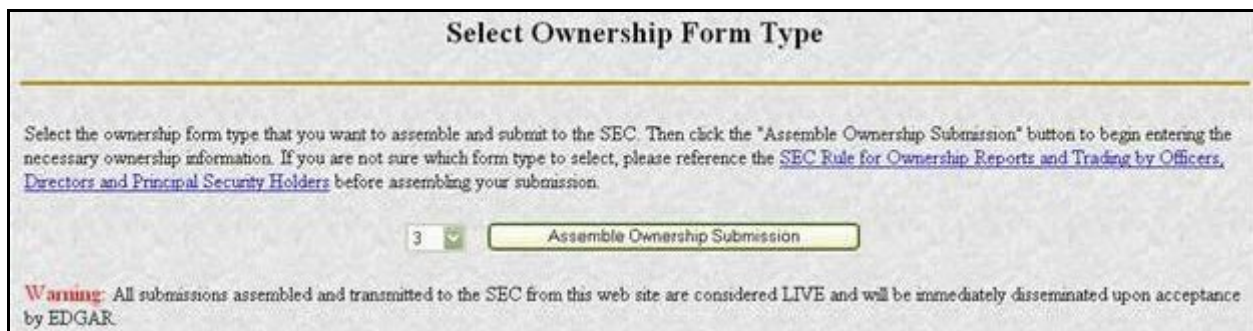 Select Ownership Form Type
Select the ownership form type that you want to assemble and submit to the SEC. Then click the "Assemble Ownership Submission" button to begin entering the
necessary ownership information. If you are not sure which form type to select, please reference the SEC Rule for Ownership Reports and Trading by Officers,
Directors and Principal Security Holders before assembling your submission.
3 Assemble Ownership Submission
Warning: All submissions assembled and transmitted to the SEC from this web site are considered LIVE and will be immediately disseminated upon acceptance
by EDGAR.